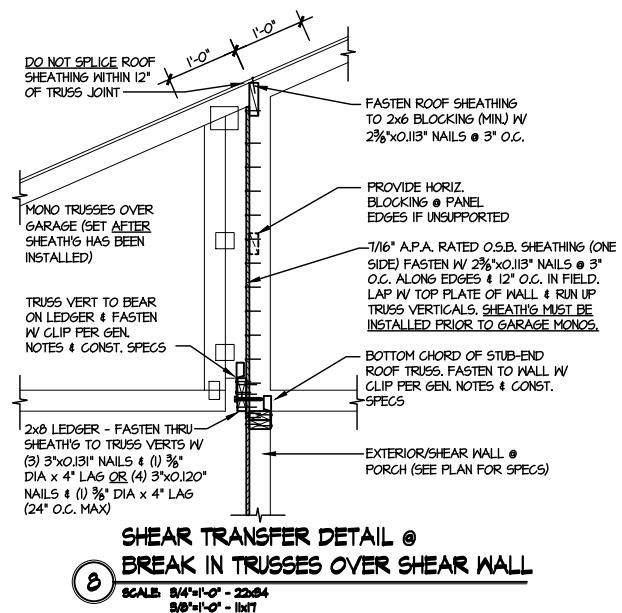 1'-0"
1'-0"
DO NOT SPLICE ROOF
SHEATHING WITHIN 12"
OF TRUSS JOINT
FASTEN ROOF SHEATHING
TO 2x6 BLOCKING (MIN.) W/
2⅜"x0.113" NAILS @ 3" O.C.
PROVIDE HORIZ.
BLOCKING @ PANEL
EDGES IF UNSUPPORTED
MONO TRUSSES OVER
GARAGE (SET AFTER
SHEATH'G HAS BEEN
INSTALLED)
7/16" A.P.A. RATED O.S.B. SHEATHING (ONE
SIDE) FASTEN W/ 2⅜"x0.113" NAILS @ 3"
O.C. ALONG EDGES & 12" O.C. IN FIELD.
LAP W/ TOP PLATE OF WALL & RUN UP
TRUSS VERTICALS. SHEATH'G MUST BE
INSTALLED PRIOR TO GARAGE MONOS.
TRUSS VERT TO BEAR
ON LEDGER & FASTEN
W/ CLIP PER GEN.
NOTES & CONST. SPECS
BOTTOM CHORD OF STUB-END
ROOF TRUSS. FASTEN TO WALL W/
CLIP PER GEN. NOTES & CONST.
SPECS
2x8 LEDGER - FASTEN THRU
SHEATH'G TO TRUSS VERTS W/
(3) 3"x0.131" NAILS & (1) ⅜"
DIA x 4" LAG OR (4) 3"x0.120"
NAILS & (1) ⅜" DIA x 4" LAG
(24" O.C. MAX)
EXTERIOR/SHEAR WALL @
PORCH (SEE PLAN FOR SPECS)
SHEAR TRANSFER DETAIL @
BREAK IN TRUSSES OVER SHEAR WALL
8
SCALE: 3/4"=1'-0" - 22x34
3/8"=1'-0" - 11x17